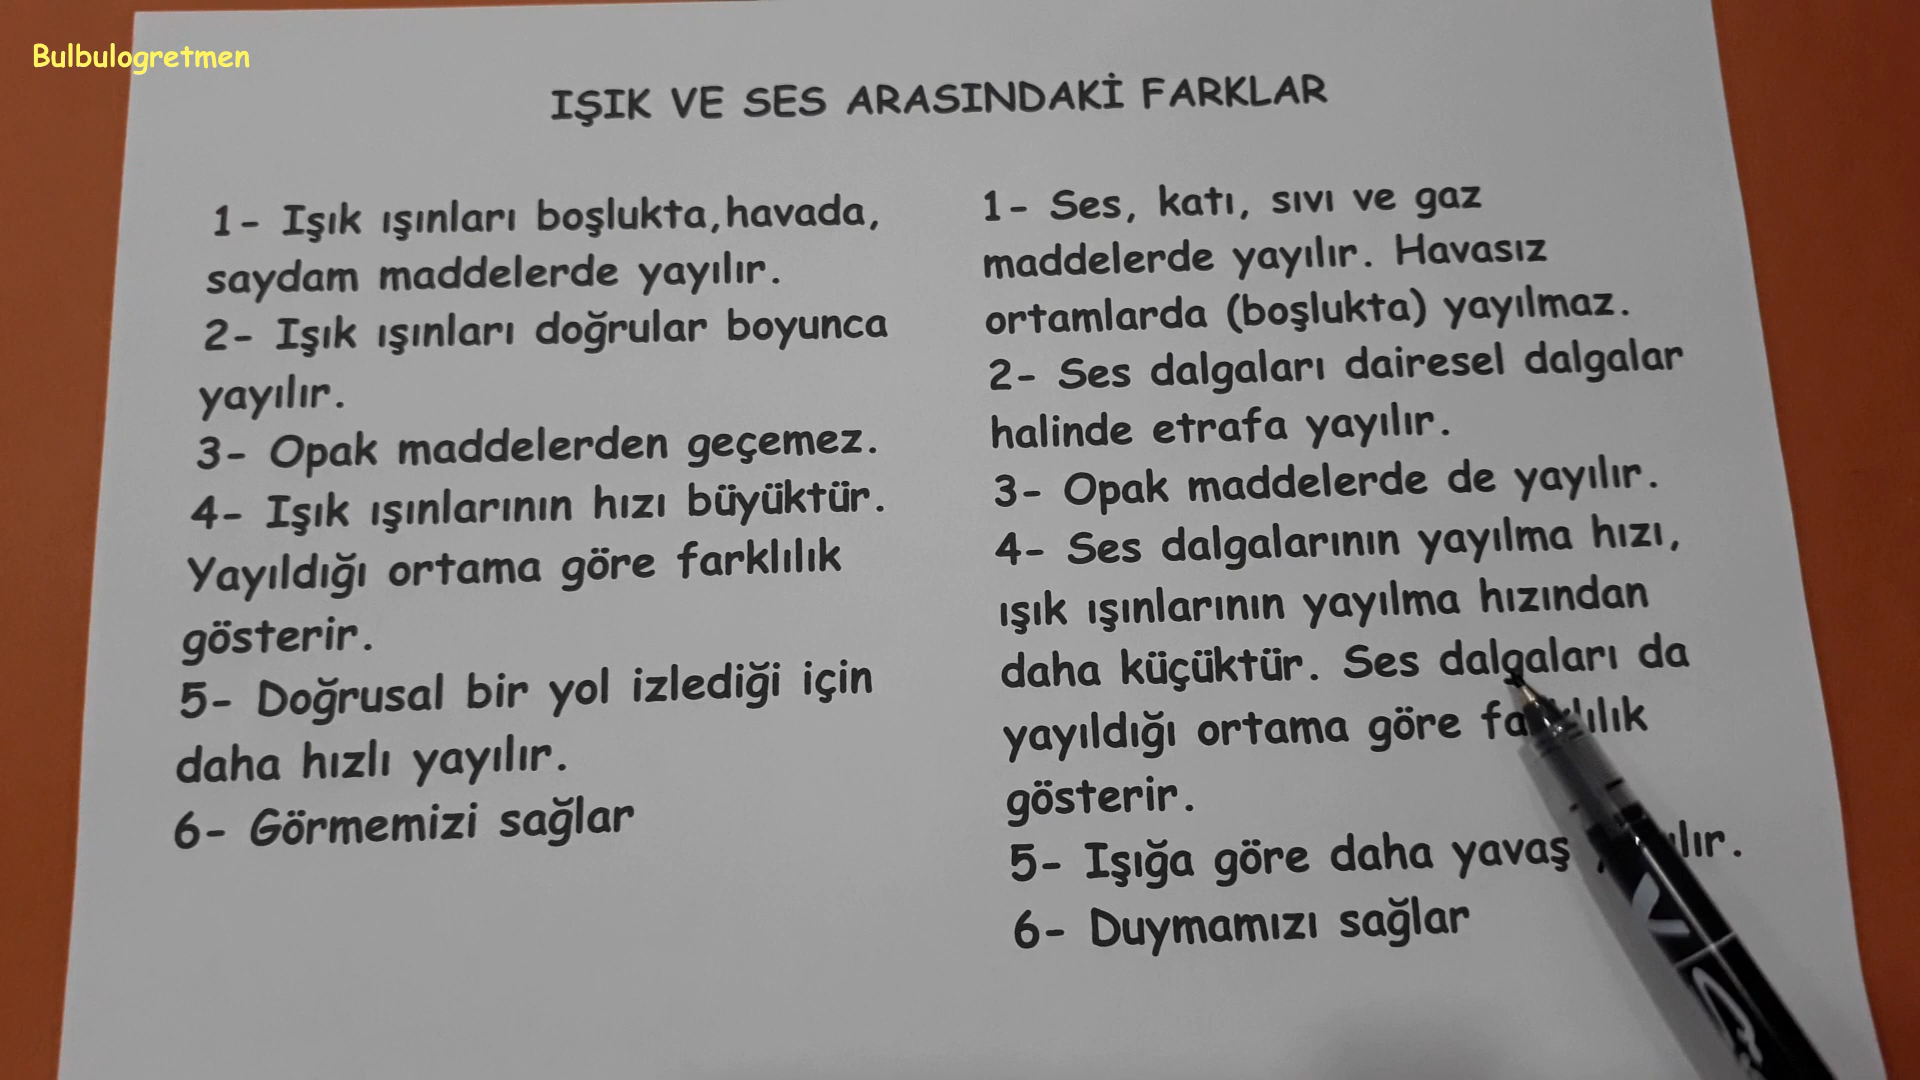 Bulbulogretmen
IŞIK VE SES ARASINDAKİ FARKLAR
1- Işık ışınları boşlukta,havada,
saydam maddelerde yayılır.
2- Işık ışınları doğrular boyunca
yayılır.
3- Opak maddelerden geçemez.
4- Işık ışınlarının hızı büyüktür.
Yayıldığı ortama göre farklılık
gösterir.
5- Doğrusal bir yol izlediği için
daha hızlı yayılır.
6- Görmemizi sağlar
1- Ses, katı, sıvı ve gaz
maddelerde yayılır. Havasız
ortamlarda (boşlukta) yayılmaz.
2- Ses dalgaları dairesel dalgalar
halinde etrafa yayılır.
3- Opak maddelerde de yayılır.
4- Ses dalgalarının yayılma hızı,
ışık ışınlarının yayılma hızından
daha küçüktür. Ses dalgaları da
yayıldığı ortama göre farklılık
gösterir.
5- Işığa göre daha yavaş
6- Duymamızı sağlar